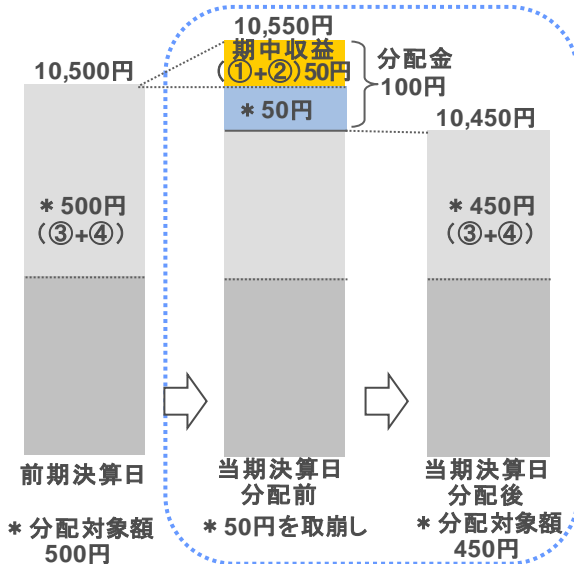 10,550円
期中収益
(①+②)50円
分配金
100円
10,500円
＊50円
10,450円
＊500円
(③+④)
＊450円
(③+④)
前期決算日
当期決算日
分配前
当期決算日
分配後
＊分配対象額
500円
＊50円を取崩し
＊分配対象額
450円